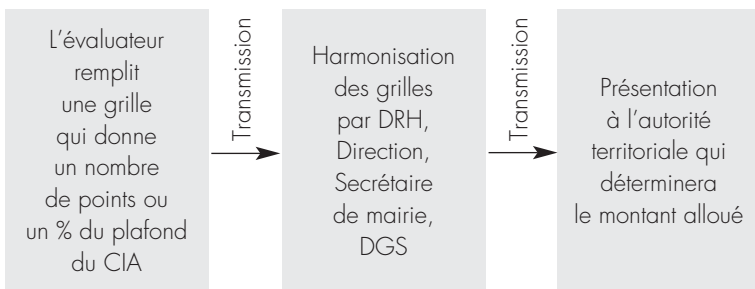 L’évaluateur
remplit
une grille
qui donne
un nombre
de points ou
un % du plafond
du CIA
Transmission
Harmonisation
des grilles
par DRH,
Direction,
Secrétaire
de mairie,
DGS
Transmission
Présentation
à l’autorité
territoriale qui
déterminera
le montant alloué